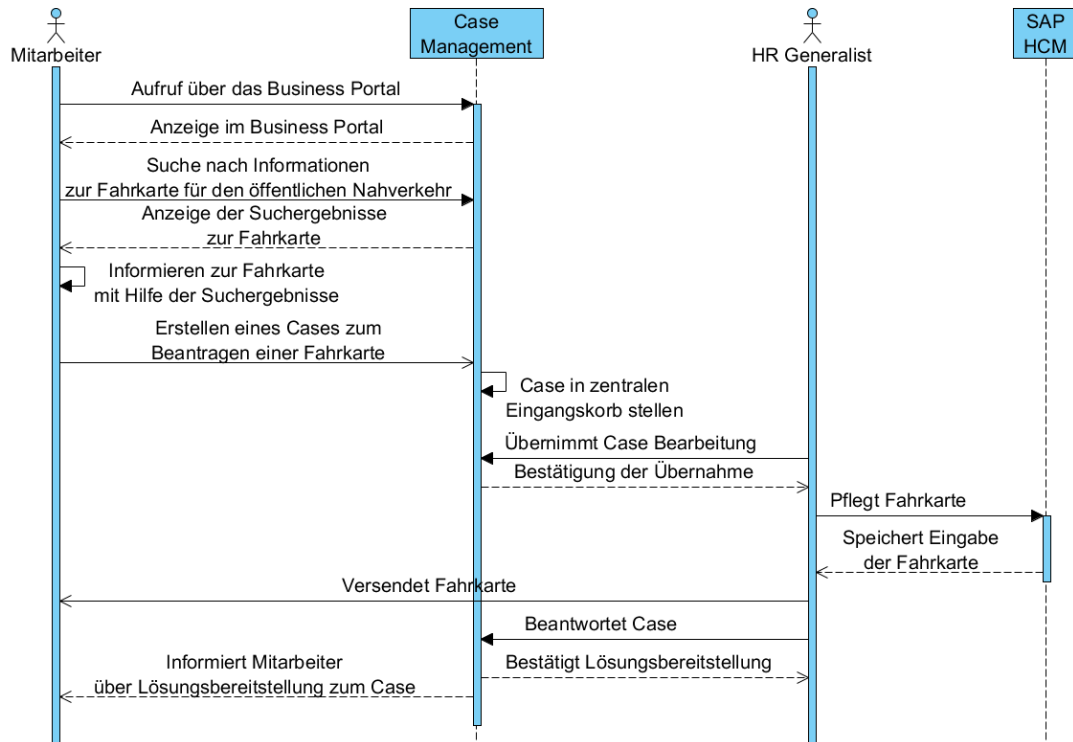 Mitarbeiter
Case
Management
HR Generalist
SAP
HCM
Aufruf über das Business Portal
Anzeige im Business Portal
Suche nach Informationen
zur Fahrkarte für den öffentlichen Nahverkehr
Anzeige der Suchergebnisse
zur Fahrkarte
Informieren zur Fahrkarte
mit Hilfe der Suchergebnisse
Erstellen eines Cases zum
Beantragen einer Fahrkarte
Case in zentralen
Eingangskorb stellen
Übernimmt Case Bearbeitung
Bestätigung der Übernahme
Pflegt Fahrkarte
Speichert Eingabe
der Fahrkarte
Versendet Fahrkarte
Beantwortet Case
Bestätigt Lösungsbereitstellung
Informiert Mitarbeiter
über Lösungsbereitstellung zum Case